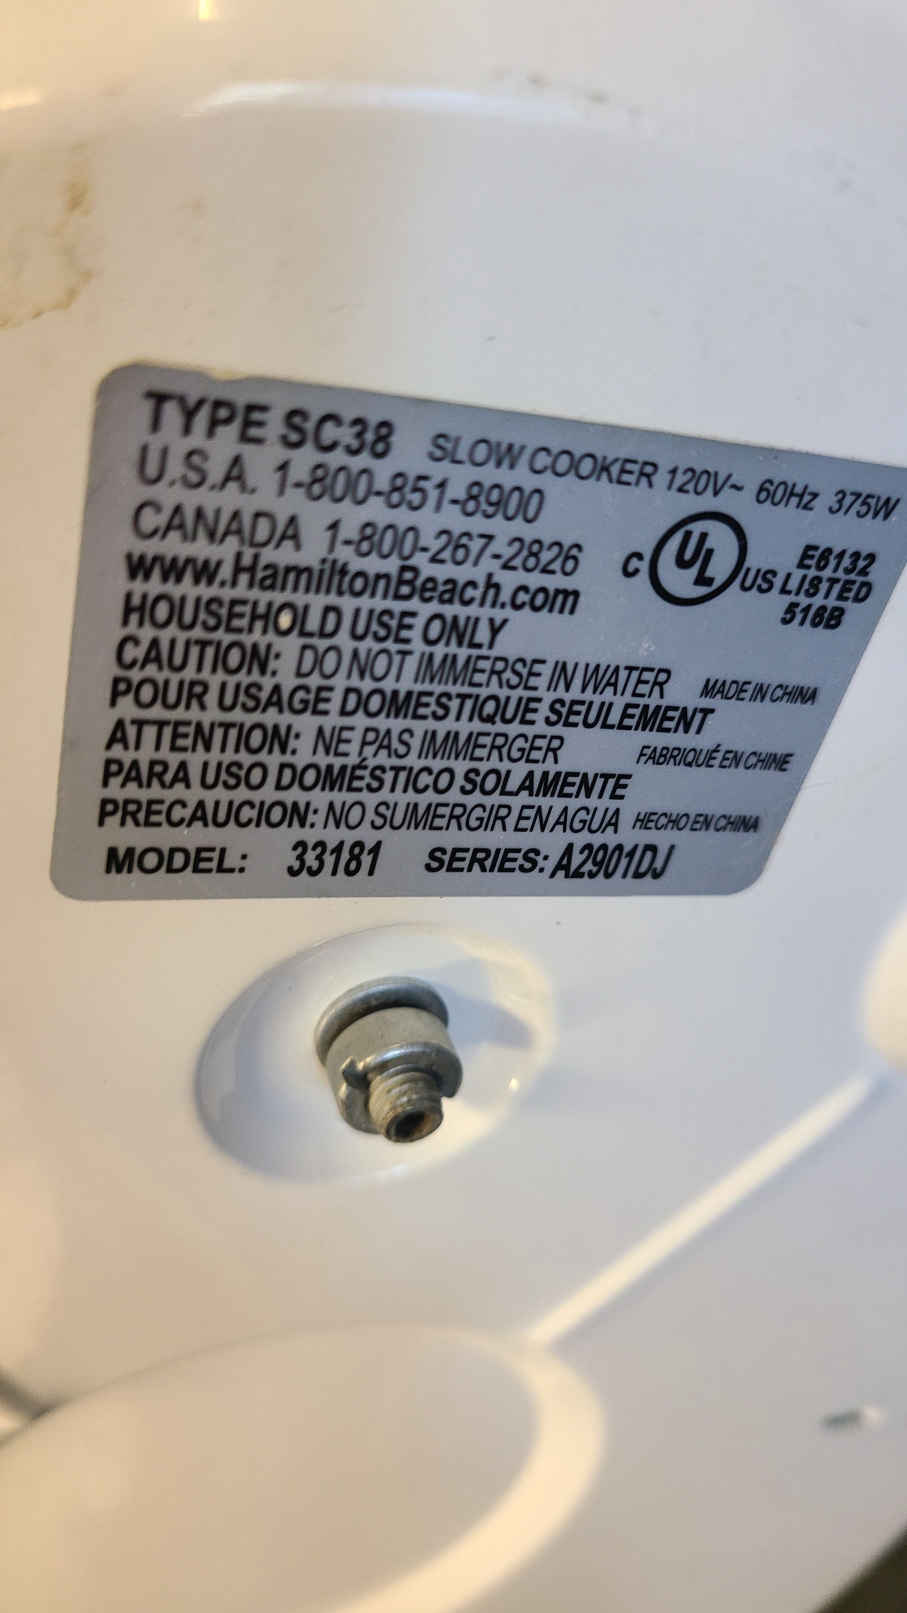 TYPE SC38 SLOW COOKER 120V~ 60Hz 375W
U.S.A. 1-800-851-8900
CANADA 1-800-267-2826
www.HamiltonBeach.com
C UL US LISTED
E6132
516B
HOUSEHOLD USE ONLY
CAUTION: DO NOT IMMERSE IN WATER MADE IN CHINA
POUR USAGE DOMESTIQUE SEULEMENT
ATTENTION: NE PAS IMMERGER FABRIQUÉ EN CHINE
PARA USO DOMÉSTICO SOLAMENTE
PRECAUCION: NO SUMERGIR EN AGUA HECHO EN CHINA
MODEL: 33181 SERIES: A2901DJ